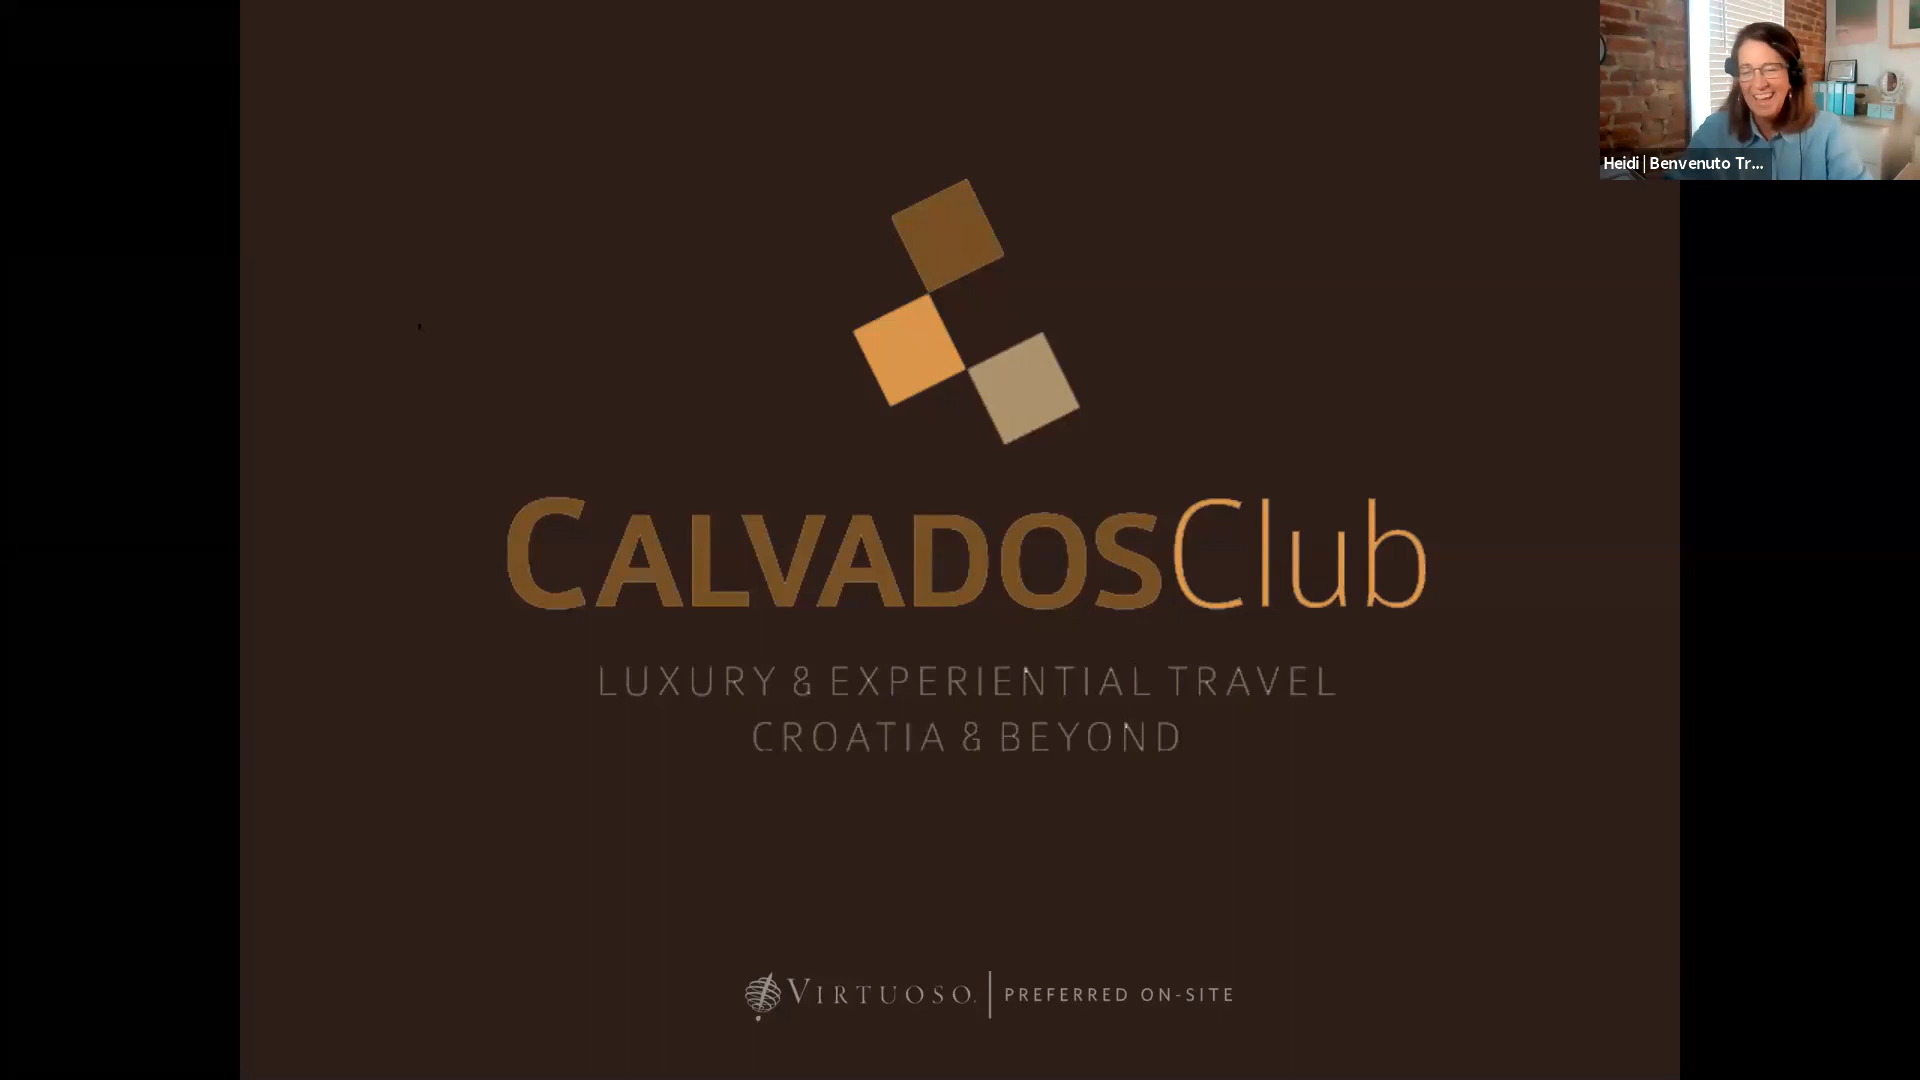 Heidi | Benvenuto Tr...
CALVADOSClub
LUXURY & EXPERIENTIAL TRAVEL
CROATIA & BEYOND
VIRTUOSO. | PREFERRED ON-SITE